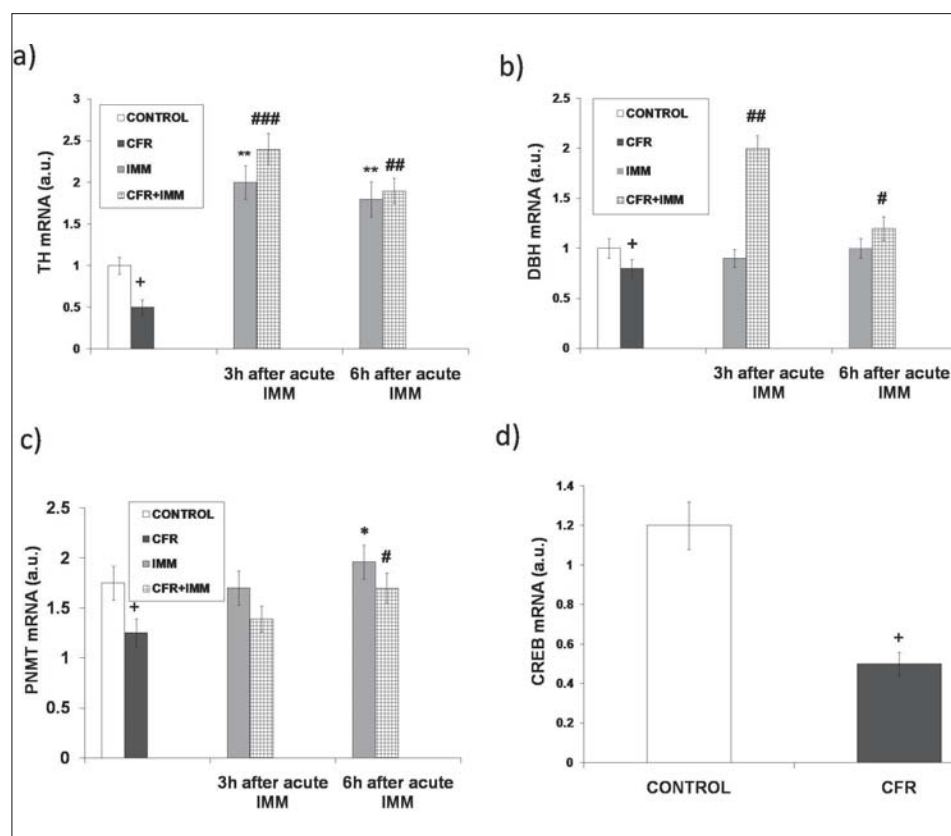 a)
TH mRNA (a.u.)
3
2.5
2
1.5
1
0.5
0
CONTROL
CFR
IMM
CFR+IMM
+
**
###
**
##
3h after acute
IMM
6h after acute
IMM
b)
DBH mRNA (a.u.)
2.5
2
1.5
1
0.5
0
CONTROL
CFR
IMM
CFR+IMM
+
##
#
3h after acute
IMM
6h after acute
IMM
c)
PNMT mRNA (a.u.)
2.5
2
1.5
1
0.5
0
CONTROL
CFR
IMM
CFR+IMM
+
*
#
3h after acute
IMM
6h after acute
IMM
d)
CREB mRNA (a.u.)
1.4
1.2
1
0.8
0.6
0.4
0.2
0
+
CONTROL
CFR